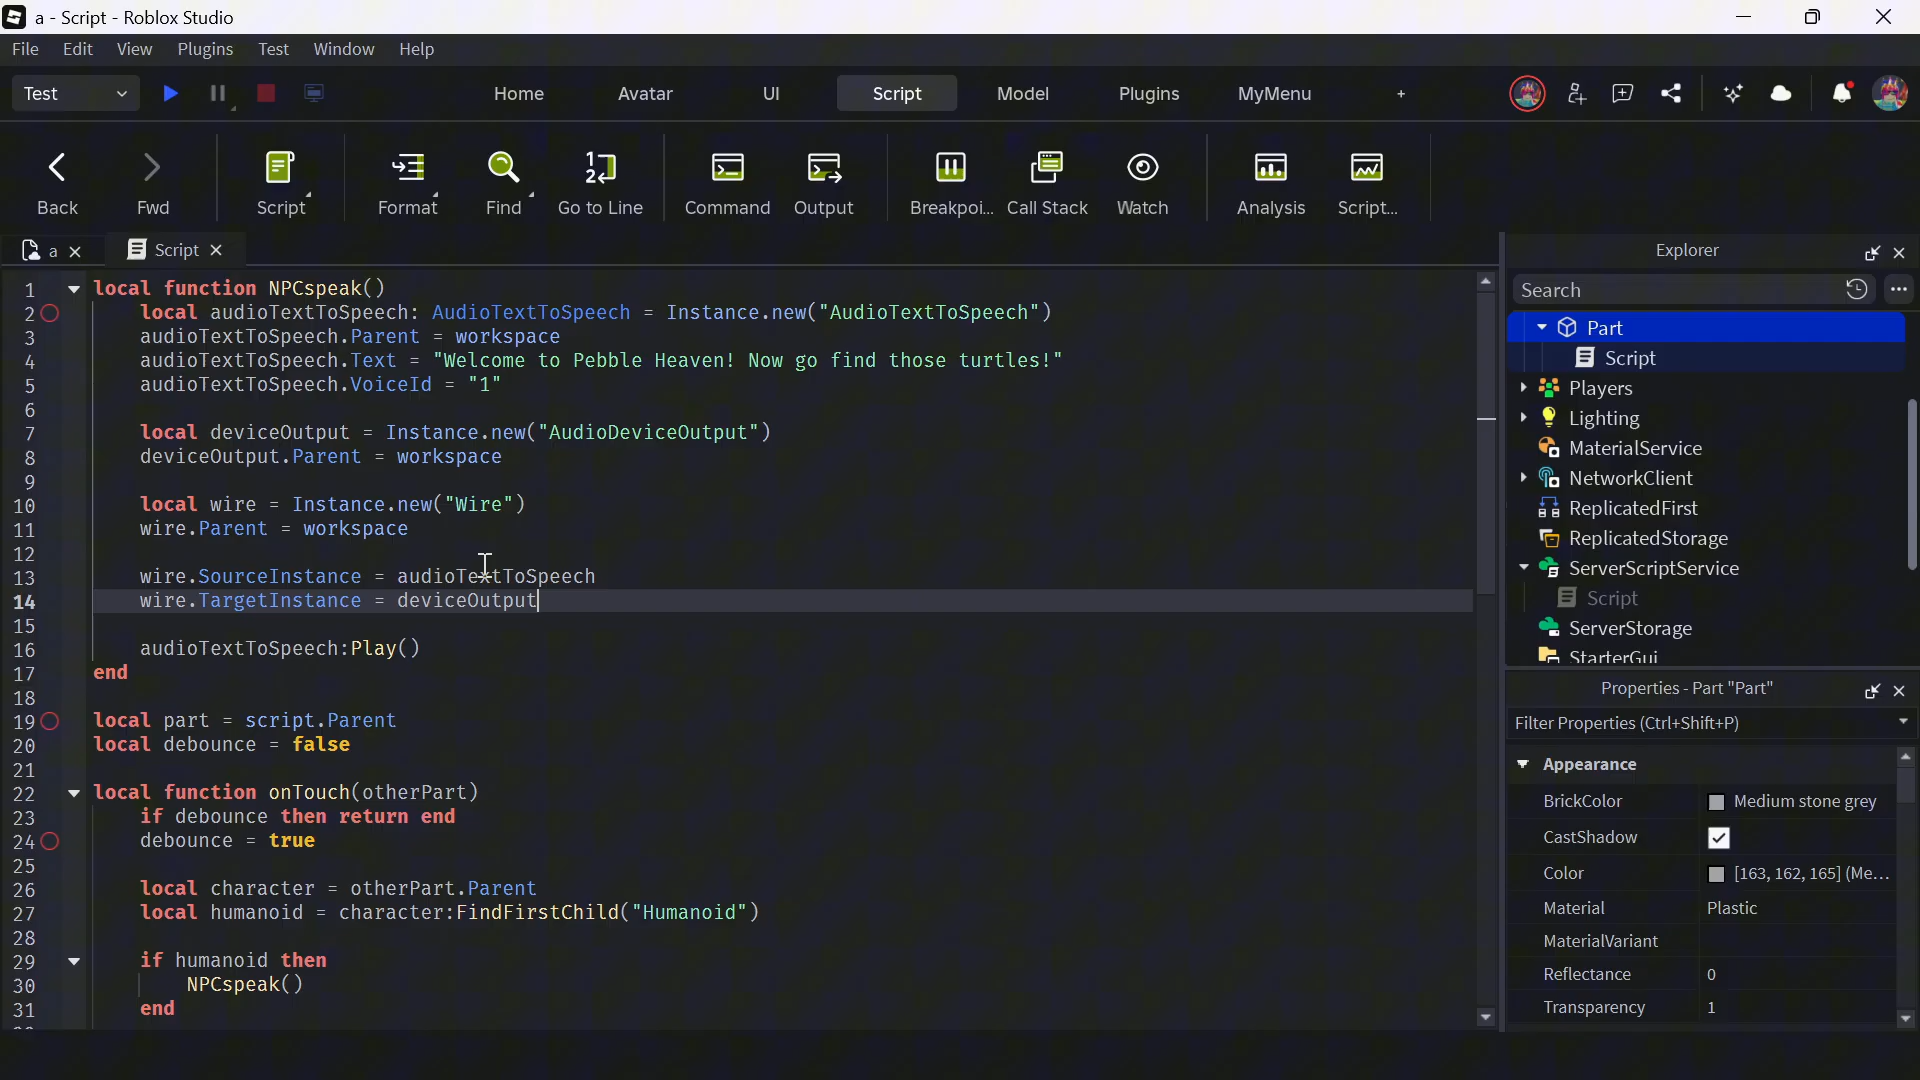 a - Script - Roblox Studio
File Edit View Plugins Test Window Help
Test Home Avatar UI Script Model Plugins MyMenu +
Back Fwd Script Format Find Go to Line Command Output Breakpoi... Call Stack Watch Analysis Script...
a Script
1 local function NPCspeak()
2 local audioTextToSpeech: AudioTextToSpeech = Instance.new("AudioTextToSpeech")
3 audioTextToSpeech.Parent = workspace
4 audioTextToSpeech.Text = "Welcome to Pebble Heaven! Now go find those turtles!"
5 audioTextToSpeech.VoiceId = "1"
6
7 local deviceOutput = Instance.new("AudioDeviceOutput")
8 deviceOutput.Parent = workspace
9
10 local wire = Instance.new("Wire")
11 wire.Parent = workspace
12
13 wire.SourceInstance = audioTextToSpeech
14 wire.TargetInstance = deviceOutput
15
16 audioTextToSpeech:Play()
17 end
18
19 local part = script.Parent
20 local debounce = false
21
22 local function onTouch(otherPart)
23 if debounce then return end
24 debounce = true
25
26 local character = otherPart.Parent
27 local humanoid = character:FindFirstChild("Humanoid")
28
29 if humanoid then
30 NPCspeak()
31 end
Explorer
Search
Part
Script
Players
Lighting
MaterialService
NetworkClient
ReplicatedFirst
ReplicatedStorage
ServerScriptService
Script
ServerStorage
StarterGui
Properties - Part "Part"
Filter Properties (Ctrl+Shift+P)
Appearance
BrickColor Medium stone grey
CastShadow
Color [163, 162, 165] (Me...
Material Plastic
MaterialVariant
Reflectance 0
Transparency 1